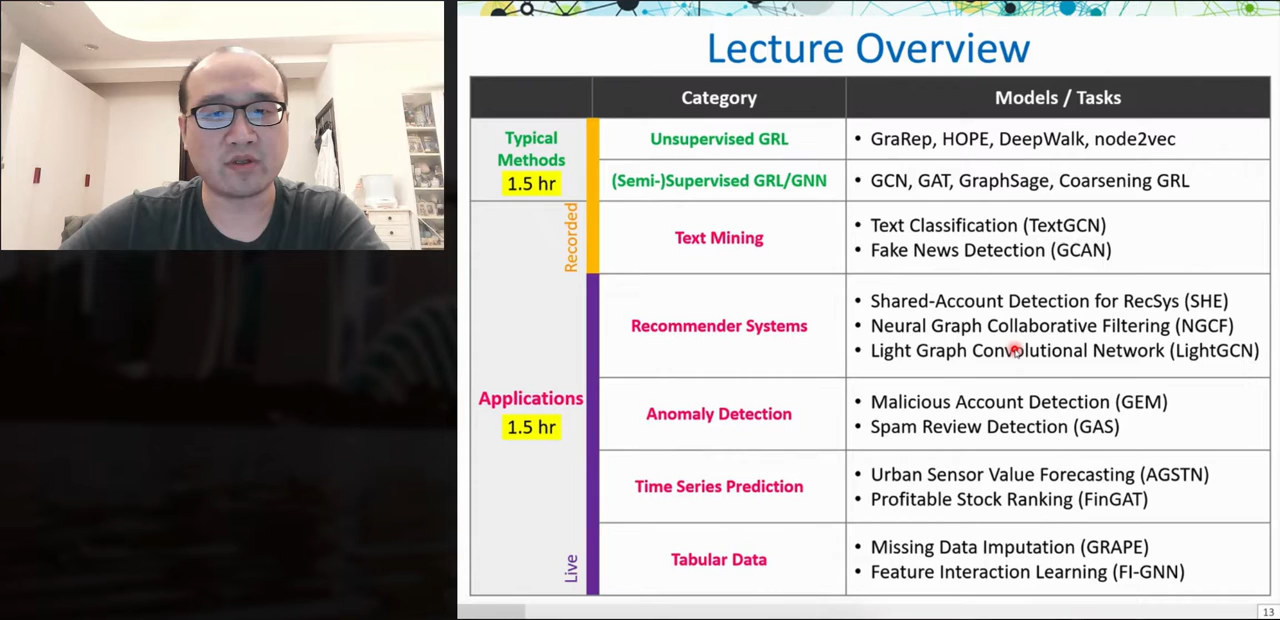 Lecture Overview
Category
Models / Tasks
Typical
Methods
1.5 hr
Unsupervised GRL
• GraRep, HOPE, DeepWalk, node2vec
(Semi-)Supervised GRL/GNN
• GCN, GAT, GraphSage, Coarsening GRL
Recorded
Text Mining
• Text Classification (TextGCN)
• Fake News Detection (GCAN)
Applications
1.5 hr
Live
Recommender Systems
• Shared-Account Detection for RecSys (SHE)
• Neural Graph Collaborative Filtering (NGCF)
• Light Graph Convolutional Network (LightGCN)
Anomaly Detection
• Malicious Account Detection (GEM)
• Spam Review Detection (GAS)
Time Series Prediction
• Urban Sensor Value Forecasting (AGSTN)
• Profitable Stock Ranking (FinGAT)
Tabular Data
• Missing Data Imputation (GRAPE)
• Feature Interaction Learning (FI-GNN)
13